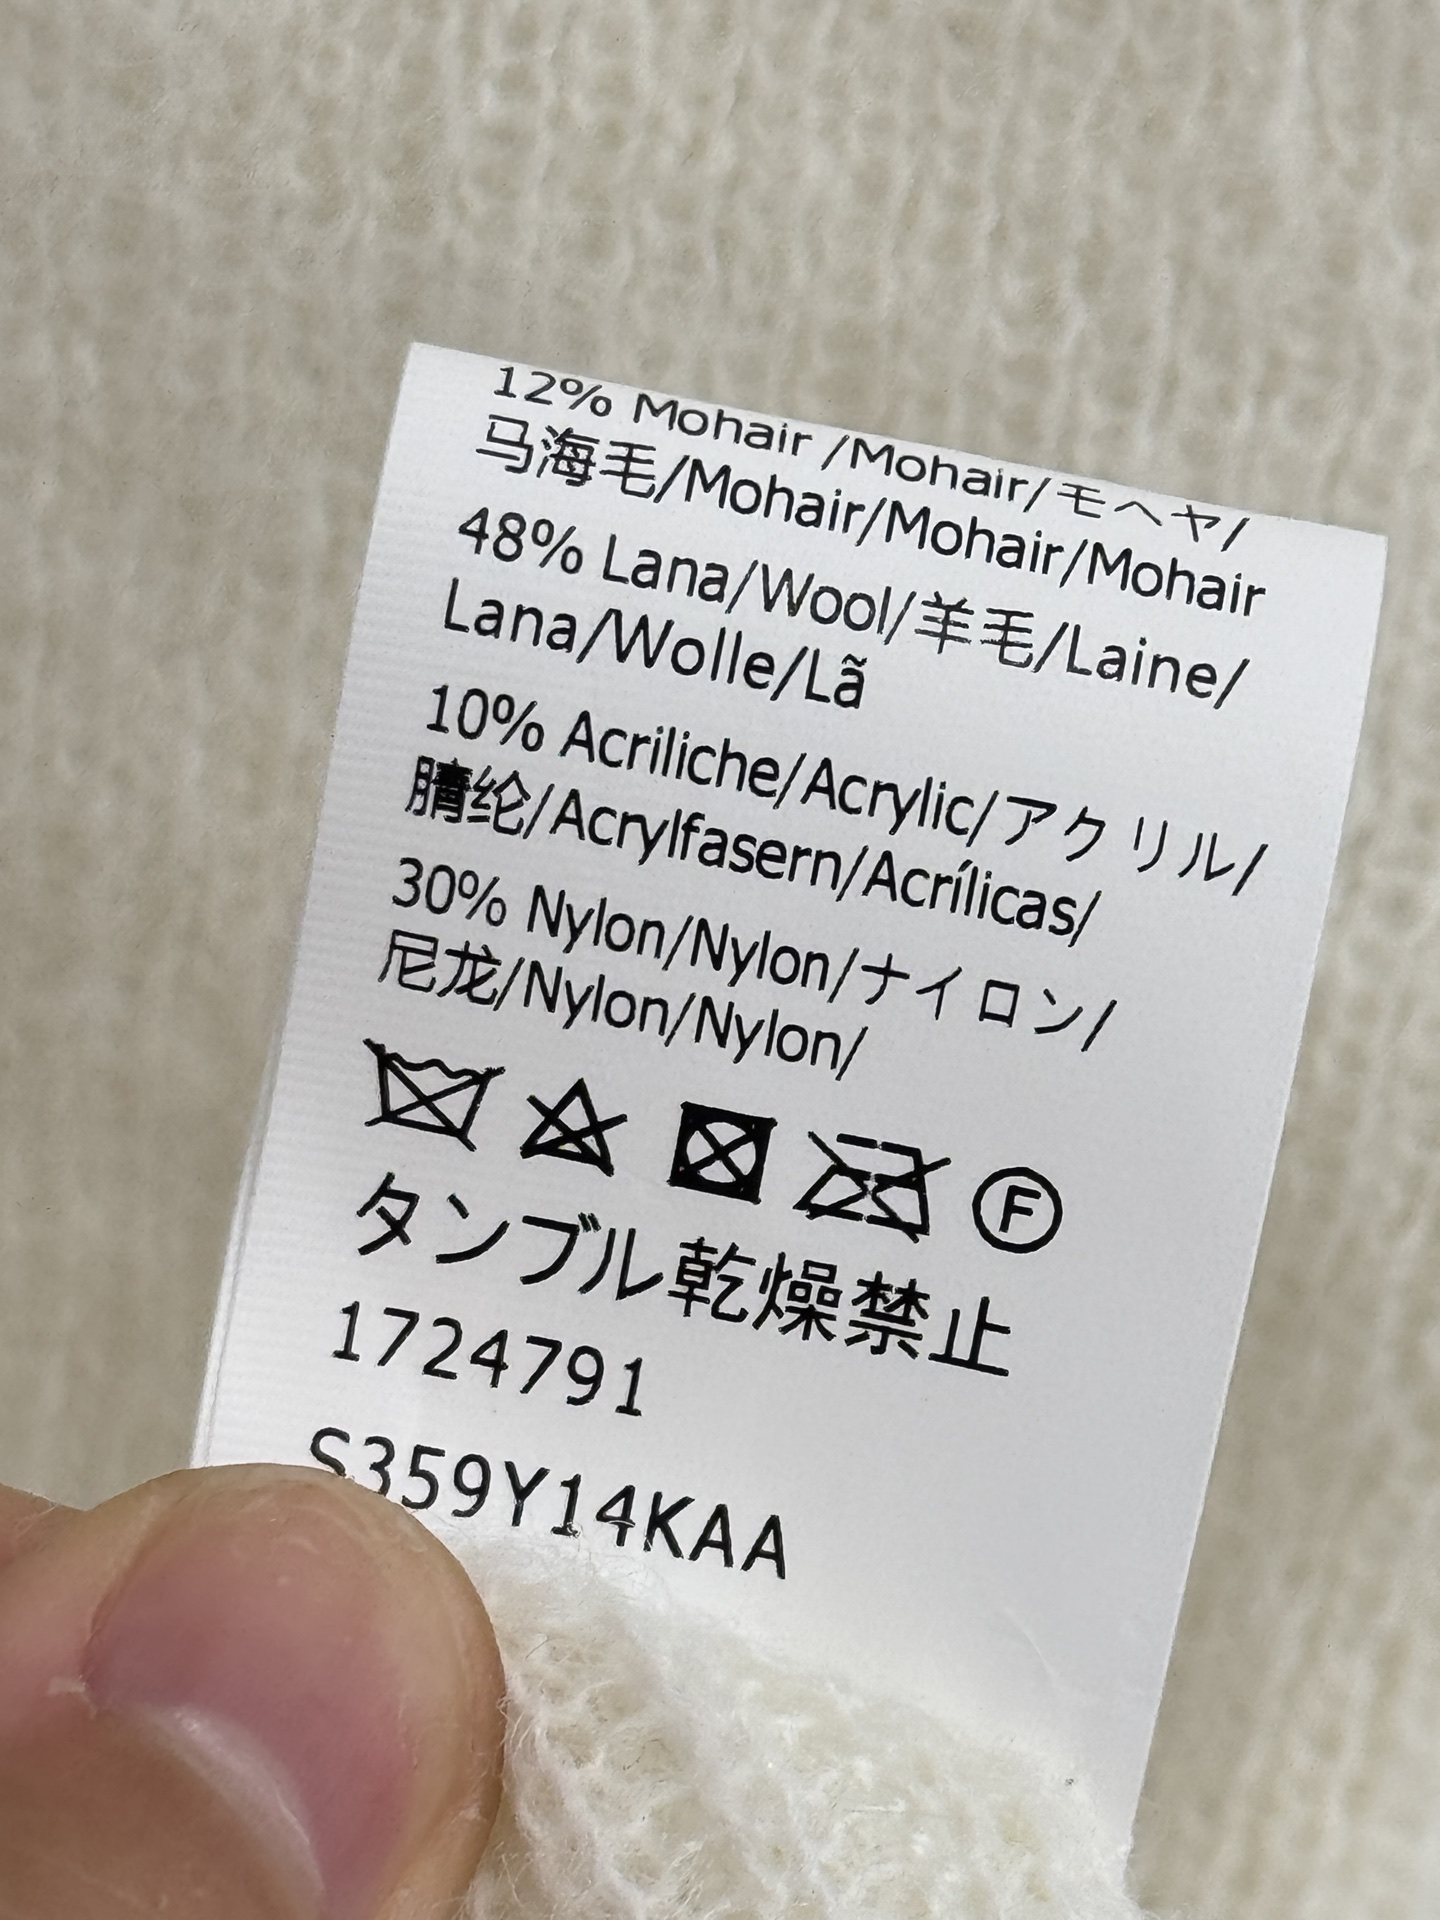 12% Mohair /Mohair/モヘヤ/
马海毛/Mohair/Mohair/Mohair
48% Lana/Wool/羊毛/Laine/
Lana/Wolle/Lã
10% Acriliche/Acrylic/アクリル/
腈纶/Acrylfasern/Acrílicas/
30% Nylon/Nylon/ナイロン/
尼龙/Nylon/Nylon/
F
タンブル乾燥禁止
1724791
S359Y14KAA